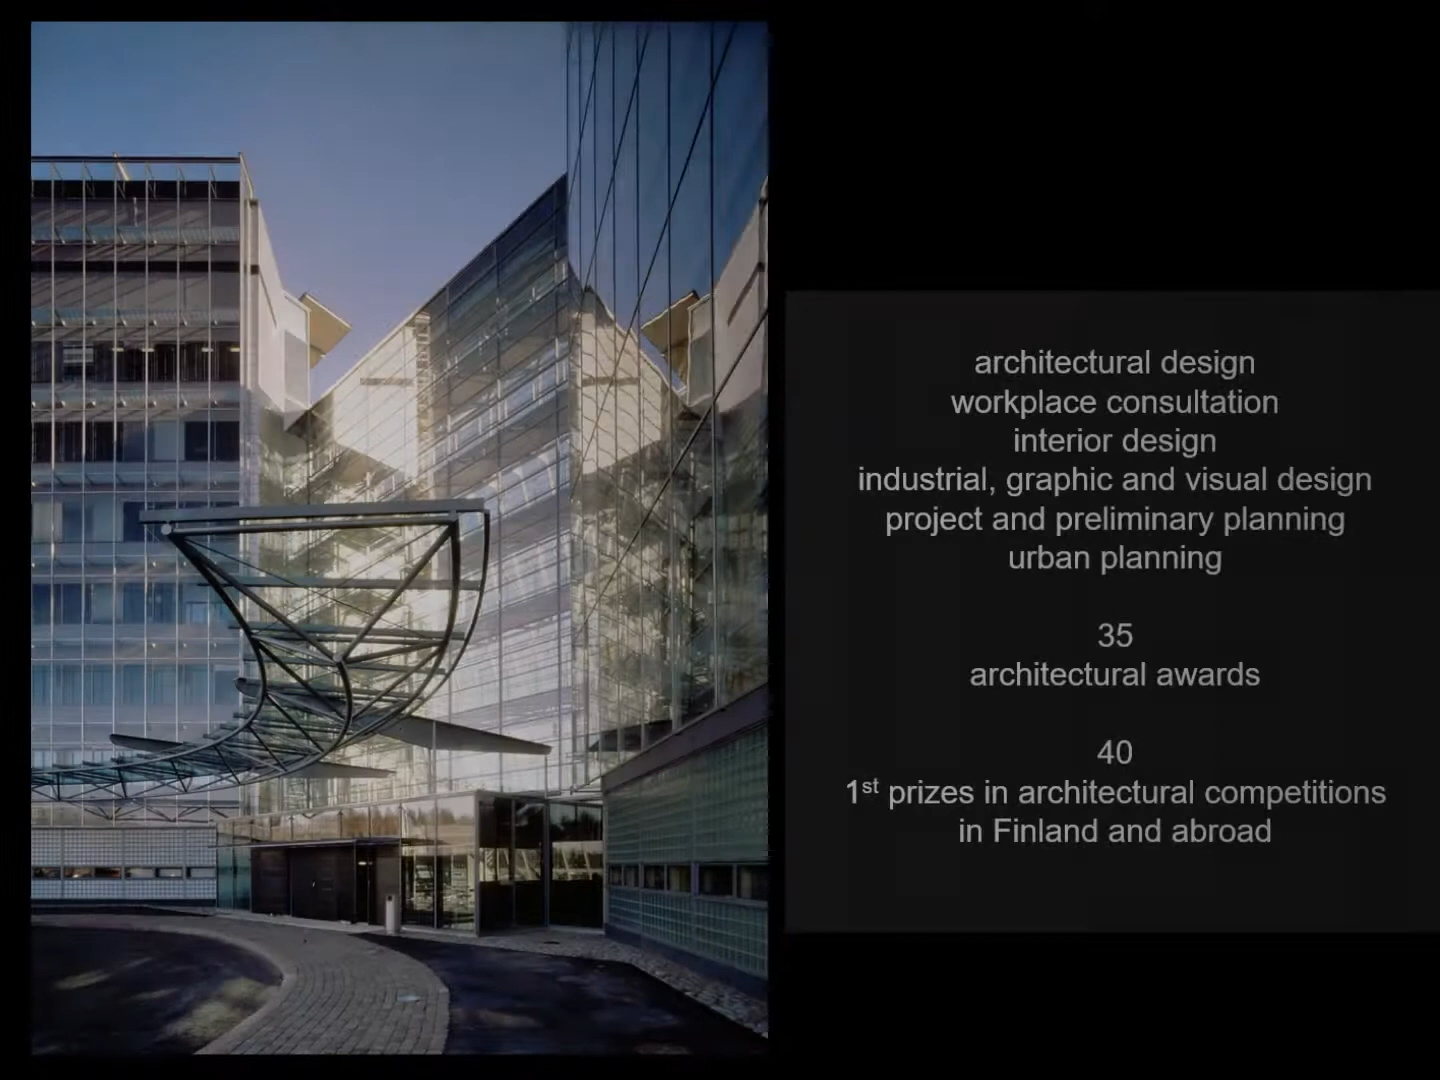 architectural design
workplace consultation
interior design
industrial, graphic and visual design
project and preliminary planning
urban planning
35
architectural awards
40
1st prizes in architectural competitions
in Finland and abroad